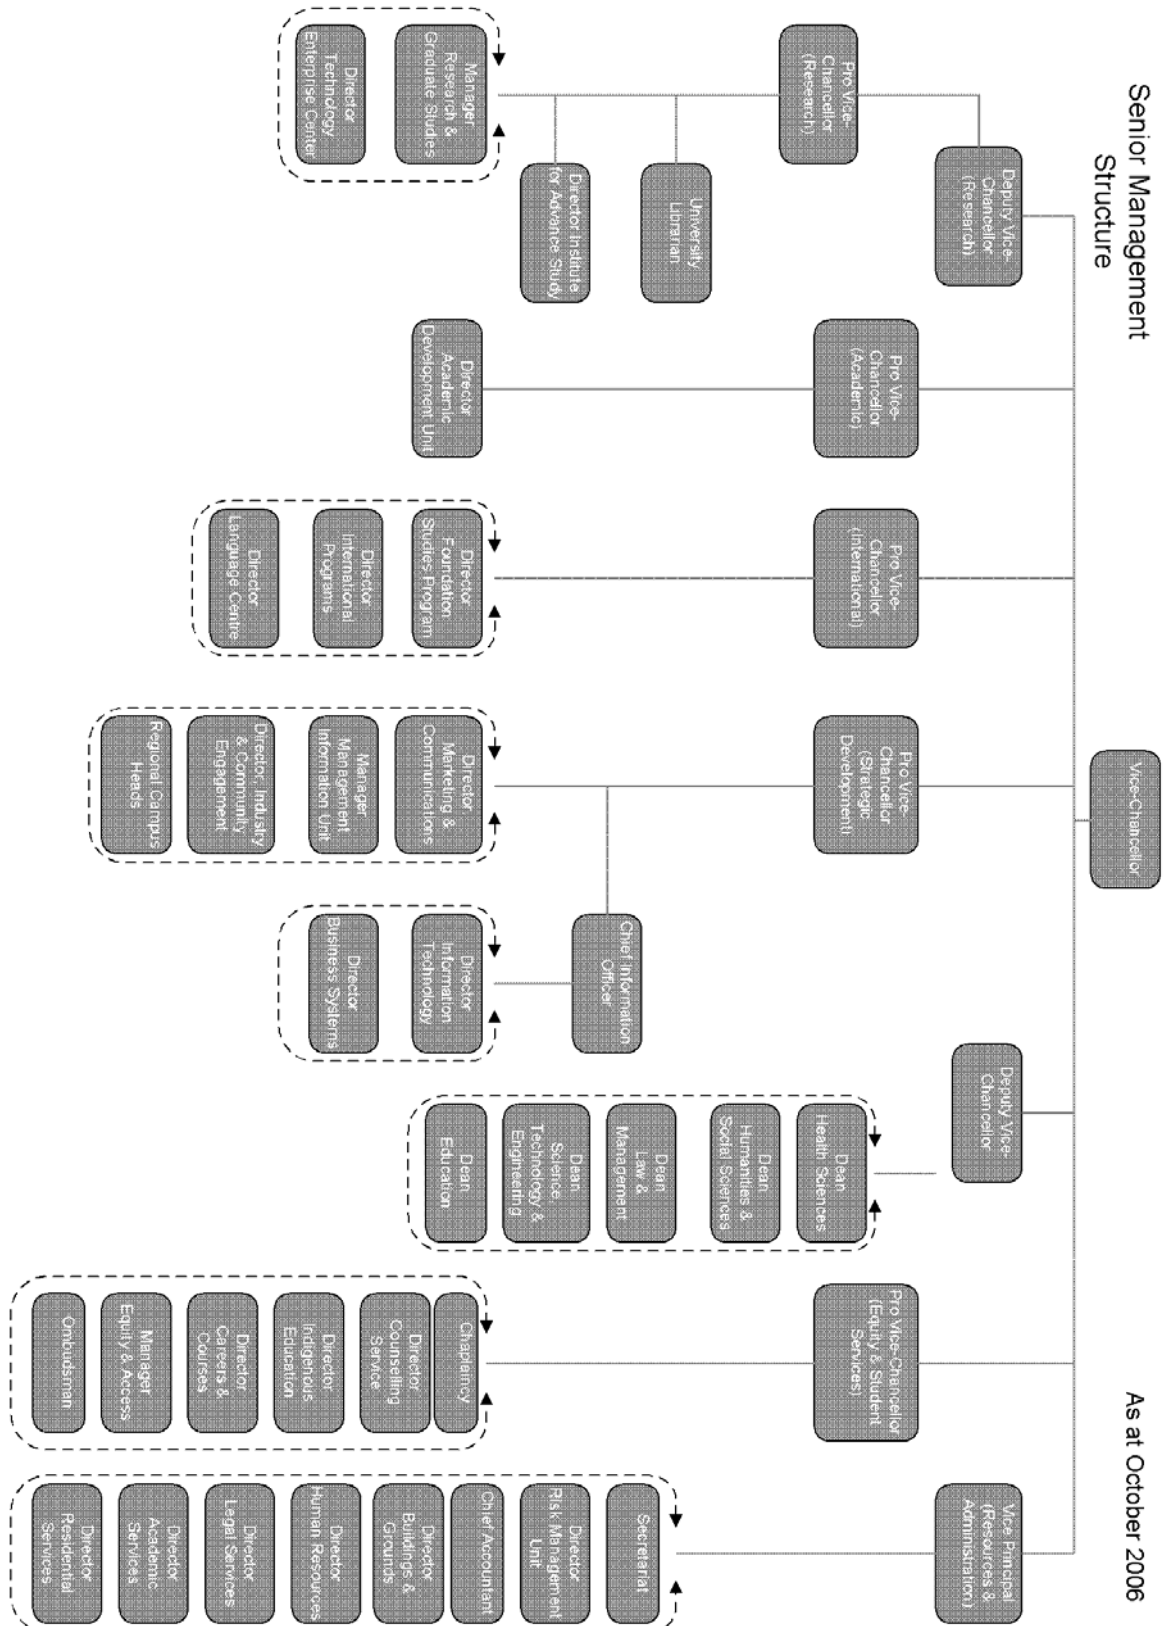 Senior Management
Structure
As at October 2006
Vice-Chancellor
Deputy Vice-
Chancellor
(Research)
Pro Vice-
Chancellor
(Research)
University
Librarian
Director Institute
for Advance Study
Manager
Research &
Graduate Studies
Director
Technology
Enterprise Center
Pro Vice-
Chancellor
(Academic)
Director
Academic
Development Unit
Pro Vice-
Chancellor
(International)
Director
Foundation
Studies Program
Director
International
Programs
Director
Language Centre
Pro Vice-
Chancellor
(Strategic
Development)
Director
Marketing &
Communications
Manager
Management
Information Unit
Director, Industry
& Community
Engagement
Regional Campus
Heads
Chief Information
Officer
Director
Information
Technology
Director
Business Systems
Deputy Vice-
Chancellor
Dean
Health Sciences
Dean
Humanities &
Social Sciences
Dean
Law &
Management
Dean
Science,
Technology &
Engineering
Dean
Education
Pro Vice-Chancellor
(Equity & Student
Services)
Chaplaincy
Director
Counselling
Service
Director
Indigenous
Education
Director
Careers &
Courses
Manager
Equity & Access
Ombudsman
Vice Principal
(Resources &
Administration)
Secretariat
Director
Risk Management
Unit
Chief Accountant
Director
Buildings &
Grounds
Director
Human Resources
Director
Legal Services
Director
Academic
Services
Director
Residential
Services